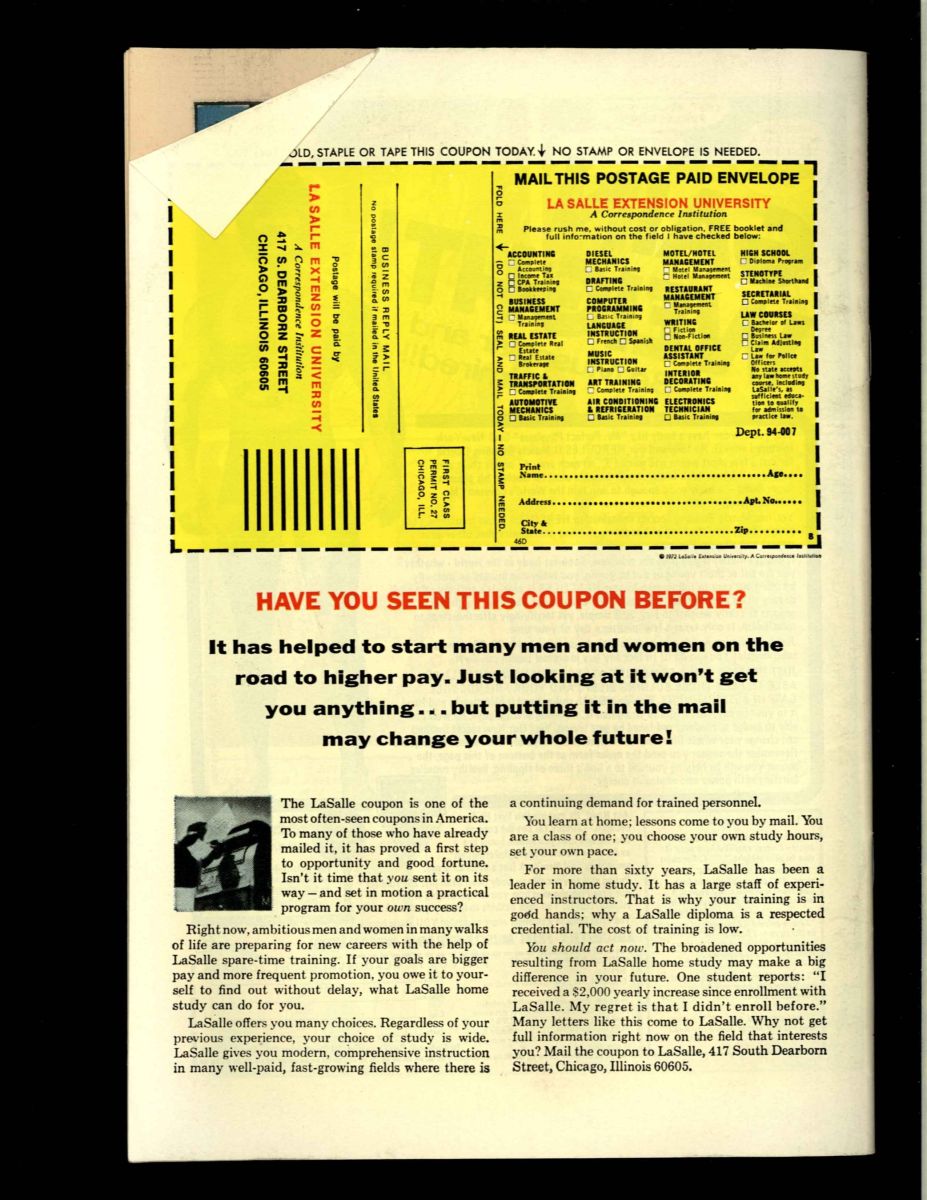 OLD, STAPLE OR TAPE THIS COUPON TODAY. ↓ NO STAMP OR ENVELOPE IS NEEDED.
LA SALLE EXTENSION UNIVERSITY
A Correspondence Institution
417 S. DEARBORN STREET
CHICAGO, ILLINOIS 60605
Postage will be paid by
BUSINESS REPLY MAIL
No postage stamp required if mailed in the United States
FIRST CLASS
PERMIT NO. 27
CHICAGO, ILL.
FOLD HERE → (DO NOT CUT) SEAL AND MAIL TODAY — NO STAMP NEEDED.
MAIL THIS POSTAGE PAID ENVELOPE
LA SALLE EXTENSION UNIVERSITY
A Correspondence Institution
Please rush me, without cost or obligation, FREE booklet and
full information on the field I have checked below:
ACCOUNTING
☐ Complete
Accounting
☐ Income Tax
☐ CPA Training
☐ Bookkeeping
BUSINESS
MANAGEMENT
☐ Management
Training
REAL ESTATE
☐ Complete Real
Estate
☐ Real Estate
Brokerage
TRAFFIC &
TRANSPORTATION
☐ Complete Training
AUTOMOTIVE
MECHANICS
☐ Basic Training
DIESEL
MECHANICS
☐ Basic Training
DRAFTING
☐ Complete Training
COMPUTER
PROGRAMMING
☐ Basic Training
LANGUAGE
INSTRUCTION
☐ French ☐ Spanish
MUSIC
INSTRUCTION
☐ Piano ☐ Guitar
ART TRAINING
☐ Complete Training
AIR CONDITIONING
& REFRIGERATION
☐ Basic Training
MOTEL/HOTEL
MANAGEMENT
☐ Motel Management
☐ Hotel Management
RESTAURANT
MANAGEMENT
☐ Management
Training
WRITING
☐ Fiction
☐ Non-Fiction
DENTAL OFFICE
ASSISTANT
☐ Complete Training
INTERIOR
DECORATING
☐ Complete Training
ELECTRONICS
TECHNICIAN
☐ Basic Training
HIGH SCHOOL
☐ Diploma Program
STENOTYPE
☐ Machine Shorthand
SECRETARIAL
☐ Complete Training
LAW COURSES
☐ Bachelor of Laws
Degree
☐ Business Law
☐ Claim Adjusting
Law
☐ Law for Police
Officers
No state accepts
any law home study
course, including
LaSalle's, as
sufficient educa-
tion to qualify
for admission to
practice law.
Dept. 94-007
Print
Name.....Age....
Address.....Apt. No......
City &
State.....Zip..........
46D
8
© 1972 LaSalle Extension University. A Correspondence Institution
HAVE YOU SEEN THIS COUPON BEFORE?
It has helped to start many men and women on the
road to higher pay. Just looking at it won't get
you anything...but putting it in the mail
may change your whole future!
The LaSalle coupon is one of the
most often-seen coupons in America.
To many of those who have already
mailed it, it has proved a first step
to opportunity and good fortune.
Isn't it time that you sent it on its
way — and set in motion a practical
program for your own success?
Right now, ambitious men and women in many walks
of life are preparing for new careers with the help of
LaSalle spare-time training. If your goals are bigger
pay and more frequent promotion, you owe it to your-
self to find out without delay, what LaSalle home
study can do for you.
LaSalle offers you many choices. Regardless of your
previous experience, your choice of study is wide.
LaSalle gives you modern, comprehensive instruction
in many well-paid, fast-growing fields where there is
a continuing demand for trained personnel.
You learn at home; lessons come to you by mail. You
are a class of one; you choose your own study hours,
set your own pace.
For more than sixty years, LaSalle has been a
leader in home study. It has a large staff of experi-
enced instructors. That is why your training is in
good hands; why a LaSalle diploma is a respected
credential. The cost of training is low.
You should act now. The broadened opportunities
resulting from LaSalle home study may make a big
difference in your future. One student reports: “I
received a $2,000 yearly increase since enrollment with
LaSalle. My regret is that I didn't enroll before.”
Many letters like this come to LaSalle. Why not get
full information right now on the field that interests
you? Mail the coupon to LaSalle, 417 South Dearborn
Street, Chicago, Illinois 60605.